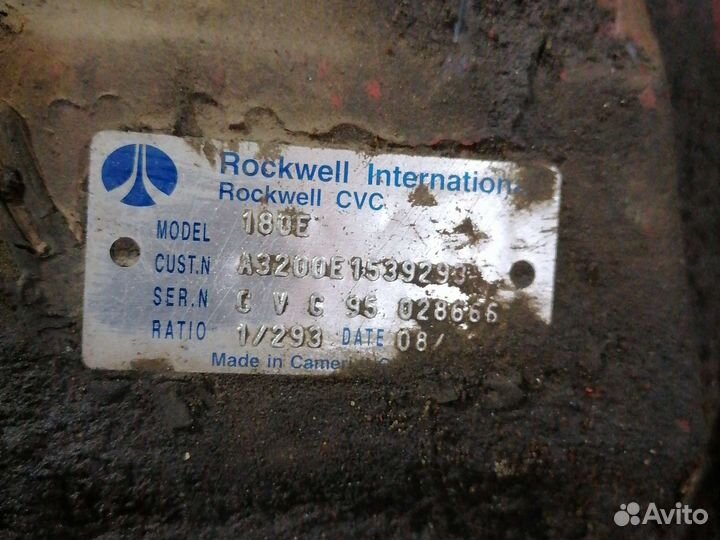 Rockwell Internation
Rockwell CVC
MODEL 180E
CUST.N A3200E1539293
SER.N C V C 95 028666
RATIO 1/293 DATE 08/
Made in Cameri
Avito